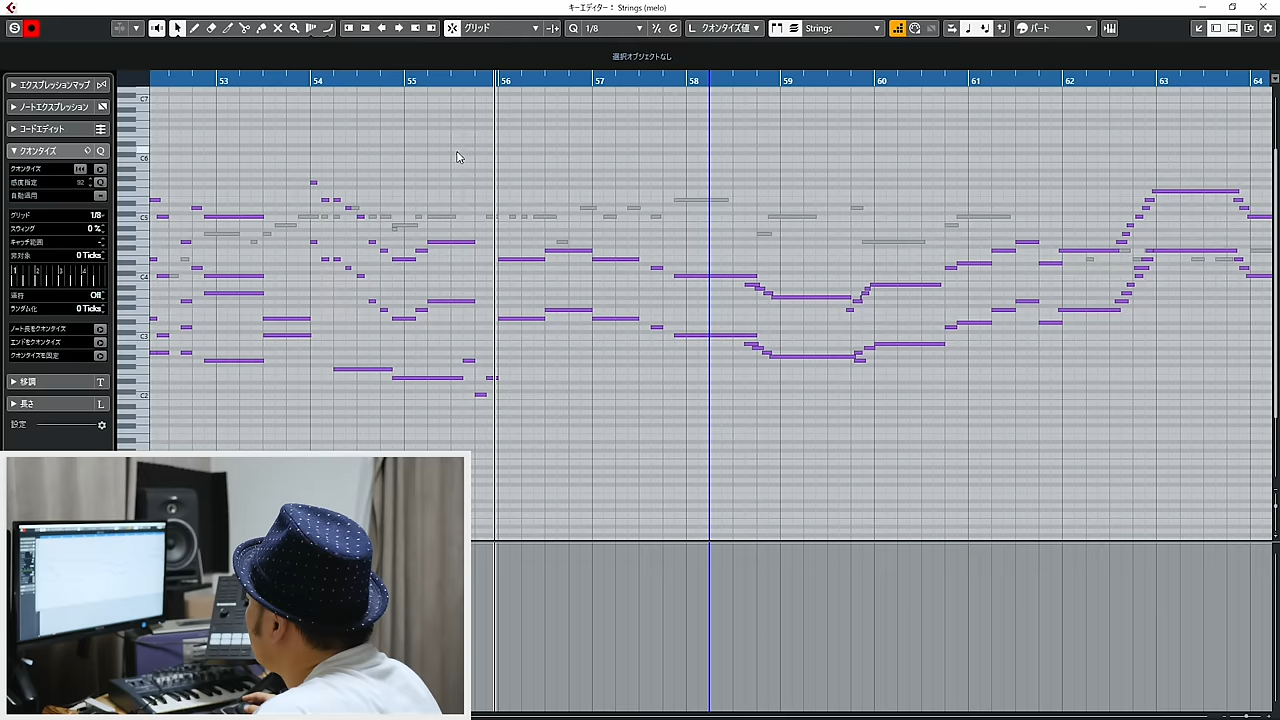 キーエディター： Strings (melo)
グリッド
1/8
L クオンタイズ値
Strings
パート
選択オブジェクトなし
53 54 55 56 57 58 59 60 61 62 63 64
エクスプレッションマップ
ノートエクスプレッション
コードエディット
クオンタイズ Q
クオンタイズ
感度指定 92
自動適用
グリッド 1/8
スウィング 0 %
キャッチ範囲 -
非対象 0 Ticks
1 2 3 4
進行 Off
ランダム化 0 Ticks
ノート長をクオンタイズ
エンドをクオンタイズ
クオンタイズを固定
移調 T
長さ L
設定
C7
C6
C5
C4
C3
C2